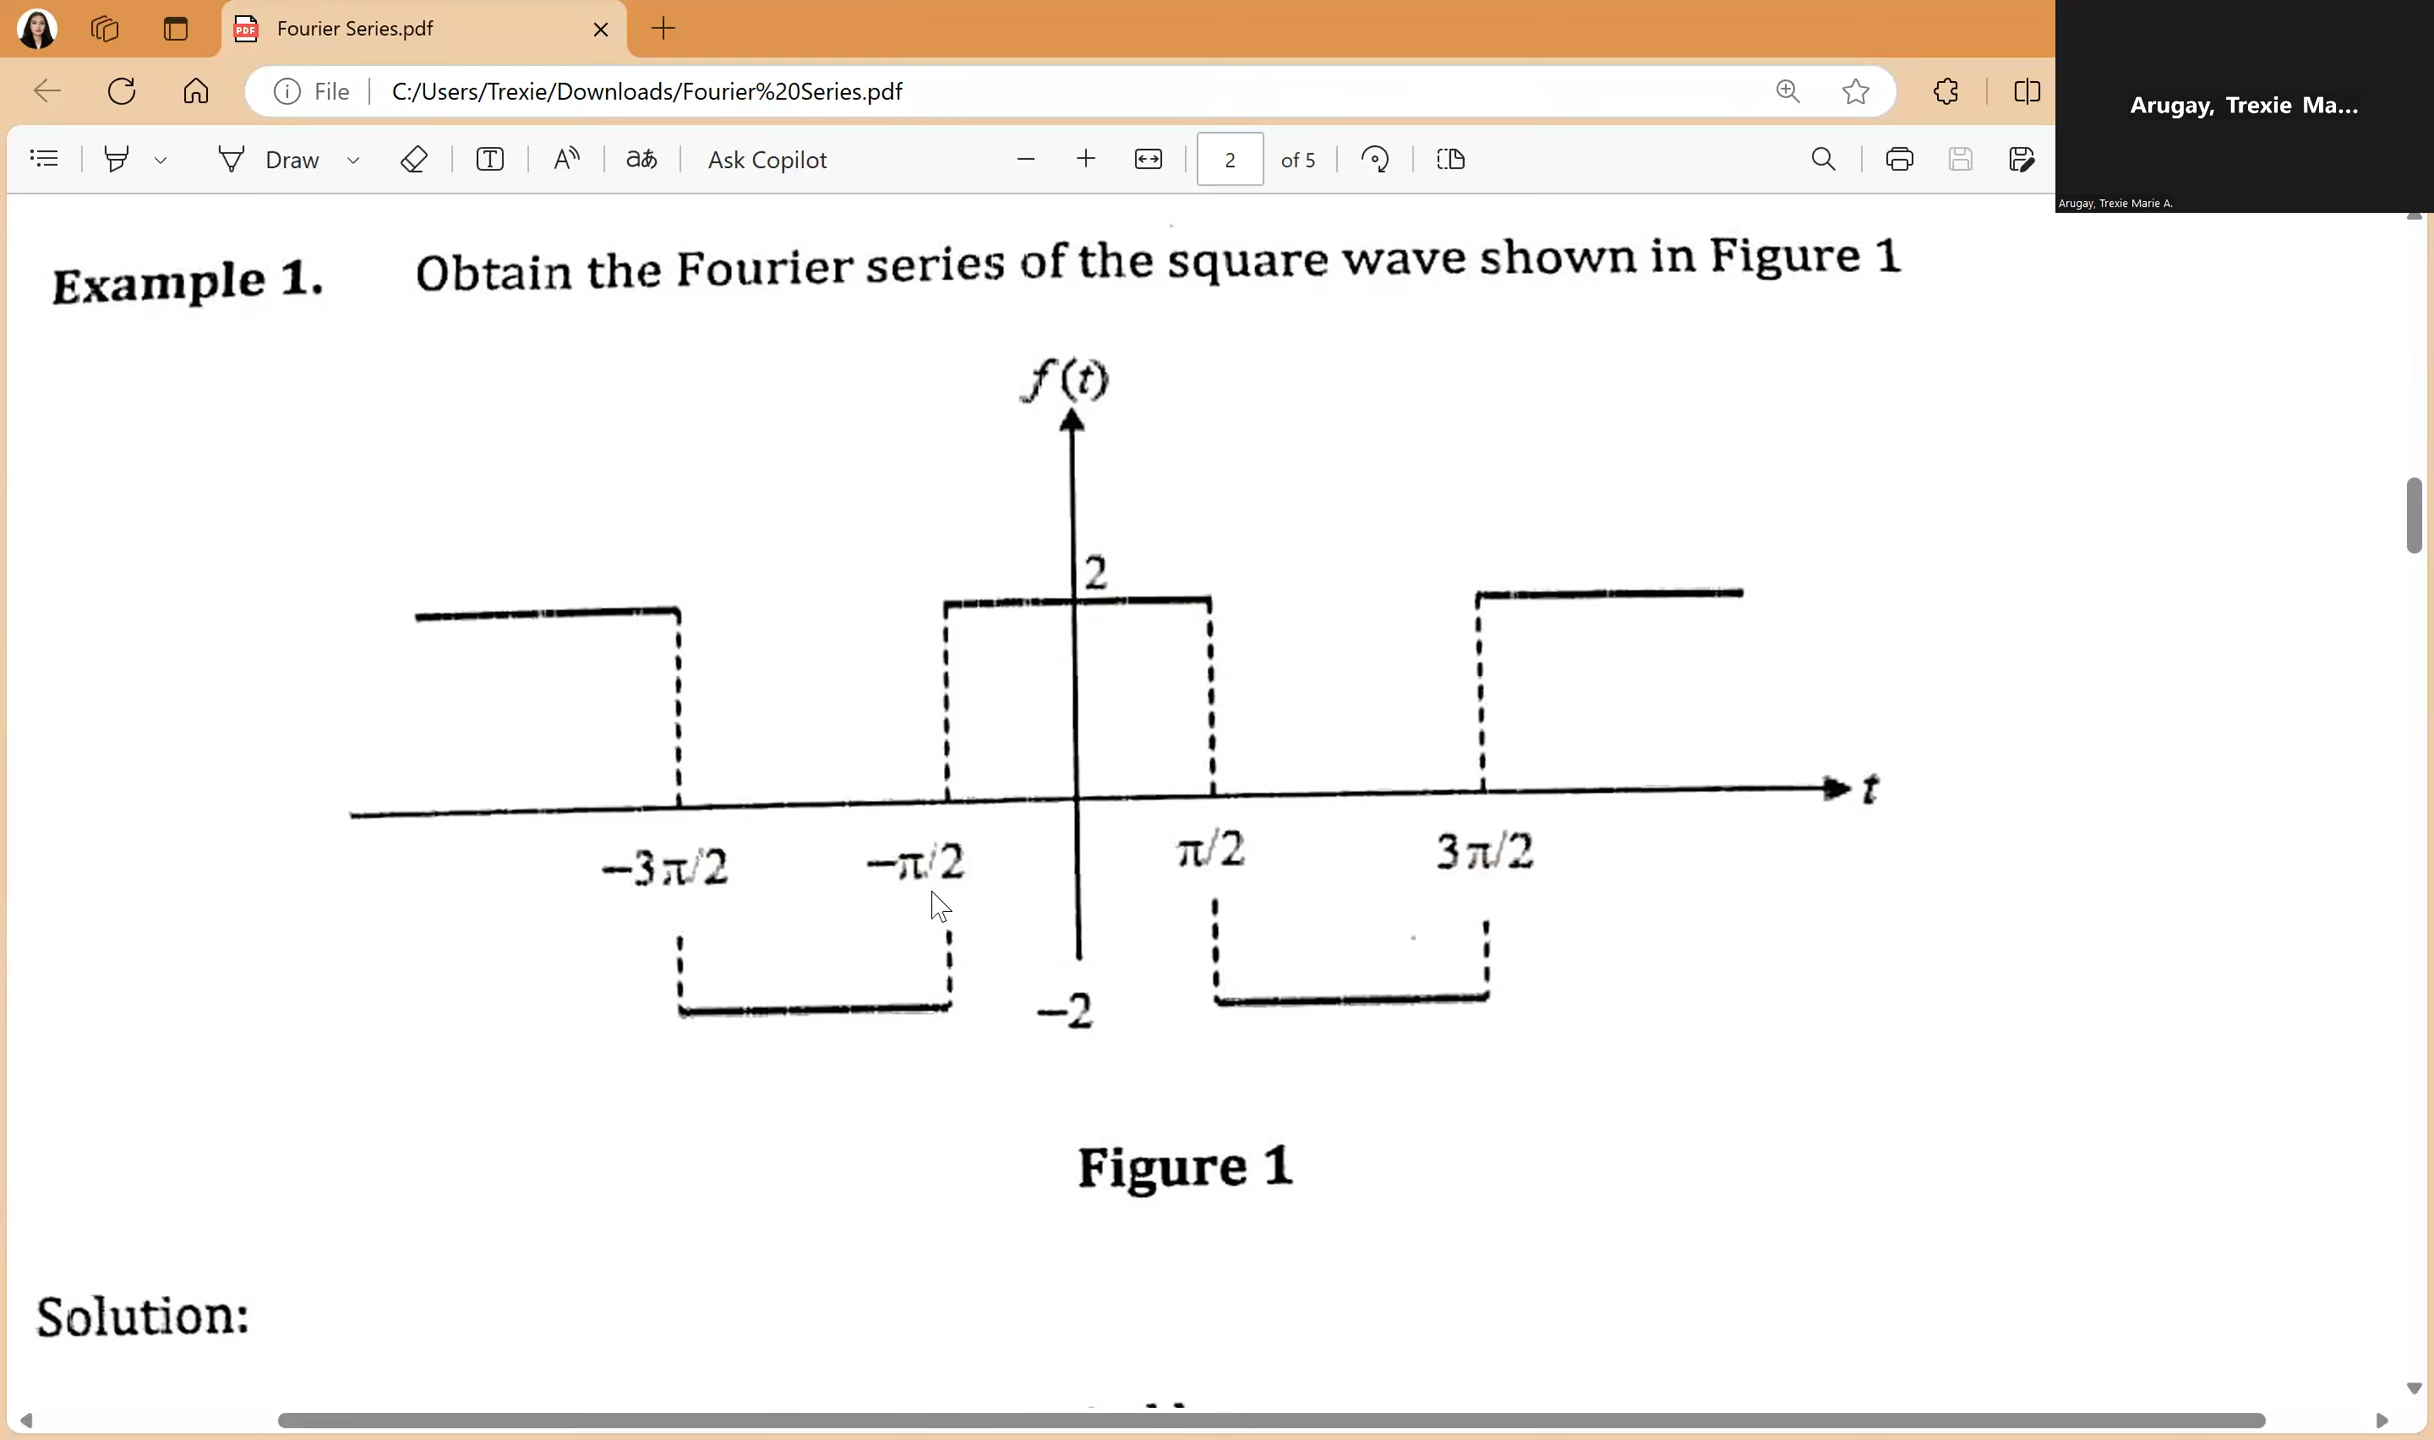 Fourier Series.pdf
File
C:/Users/Trexie/Downloads/Fourier%20Series.pdf
Arugay, Trexie Ma...
Arugay, Trexie Marie A.
Draw
Ask Copilot
2 of 5
Example 1. Obtain the Fourier series of the square wave shown in Figure 1
f(t)
2
t
−3π/2 −π/2 π/2 3π/2
−2
Figure 1
Solution: